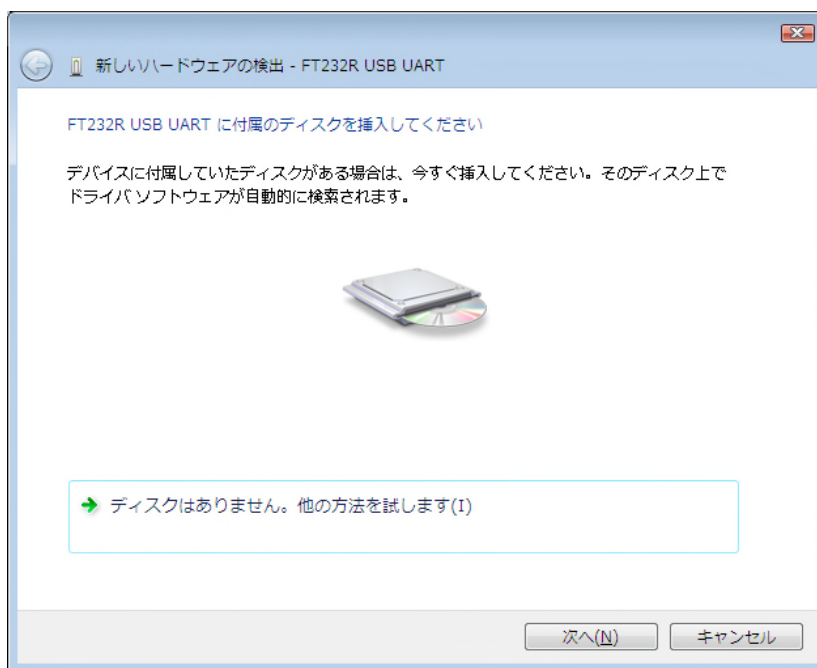 新しいハードウェアの検出 - FT232R USB UART
FT232R USB UART に付属のディスクを挿入してください
デバイスに付属していたディスクがある場合は、今すぐ挿入してください。そのディスク上で
ドライバ ソフトウェアが自動的に検索されます。
ディスクはありません。他の方法を試します(I)
次へ(N)
キャンセル